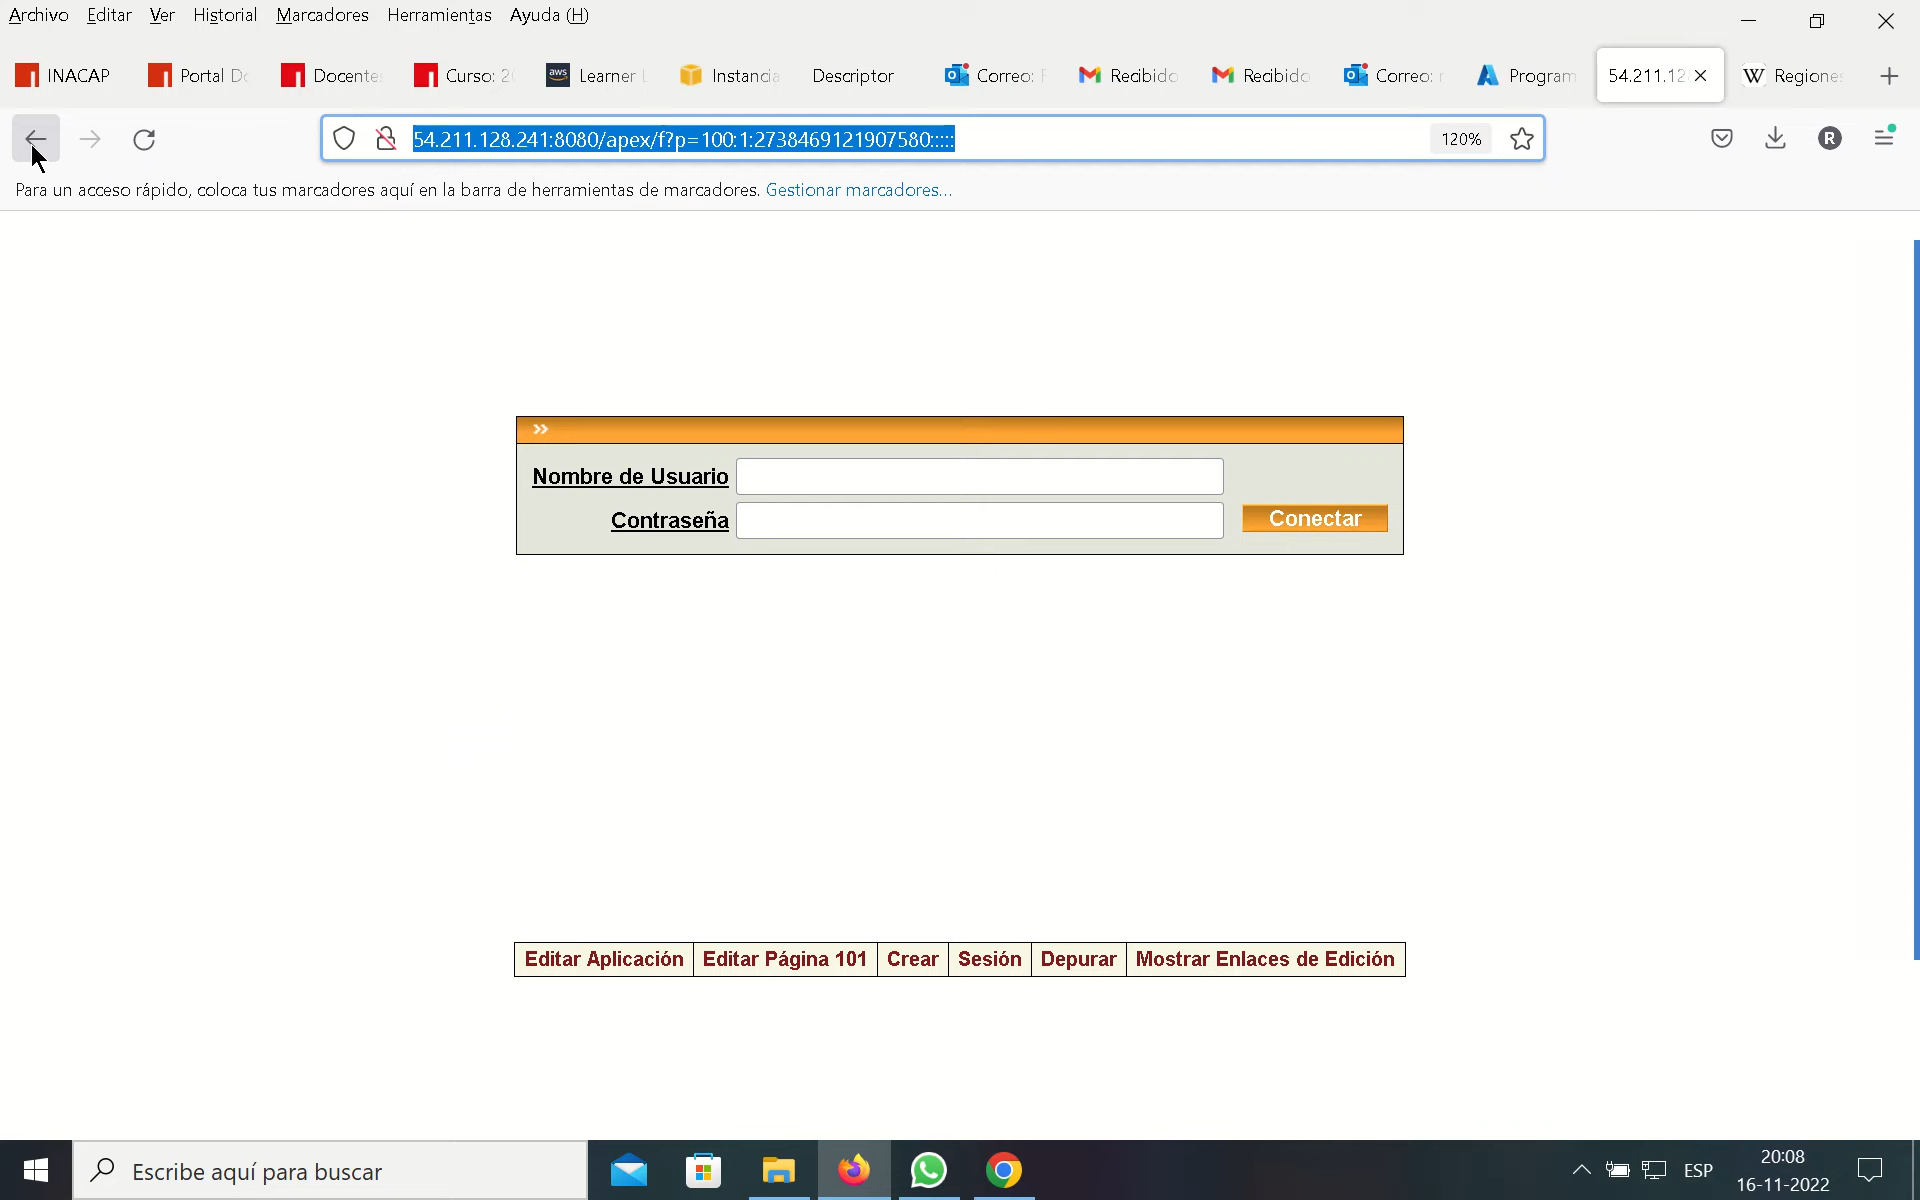 Archivo Editar Ver Historial Marcadores Herramientas Ayuda (H)
INACAP Portal Do Docente Curso: 20 aws Learner L Instancia Descriptor Correo: F Recibido Recibido Correo: r Program 54.211.12 W Regione
54.211.128.241:8080/apex/f?p=100:1:2738469121907580::::: 120% R
Para un acceso rápido, coloca tus marcadores aquí en la barra de herramientas de marcadores. Gestionar marcadores...
Nombre de Usuario
Contraseña Conectar
Editar Aplicación Editar Página 101 Crear Sesión Depurar Mostrar Enlaces de Edición
Escribe aquí para buscar ESP 20:08
16-11-2022